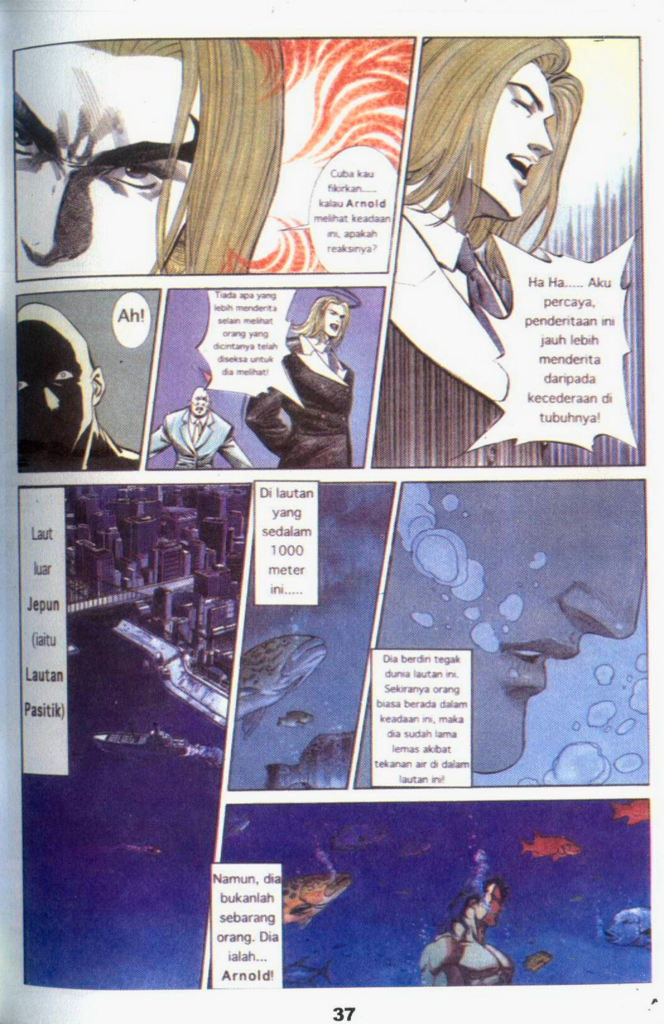 Cuba kau
fikirkan.....
kalau Arnold
melihat keadaan
ini, apakah
reaksinya?
Ha Ha..... Aku
percaya,
penderitaan ini
jauh lebih
menderita
daripada
kecederaan di
tubuhnya!
Ah!
Tiada apa yang
lebih menderita
selain melihat
orang yang
dicintanya telah
diseksa untuk
dia melihat!
Laut
luar
Jepun
(iaitu
Lautan
Pasitik)
Di lautan
yang
sedalam
1000
meter
ini.....
Dia berdiri tegak
dunia lautan ini.
Sekiranya orang
biasa berada dalam
keadaan ini, maka
dia sudah lama
lemas akibat
tekanan air di dalam
lautan ini!
Namun, dia
bukanlah
sebarang
orang. Dia
ialah...
Arnold!
37